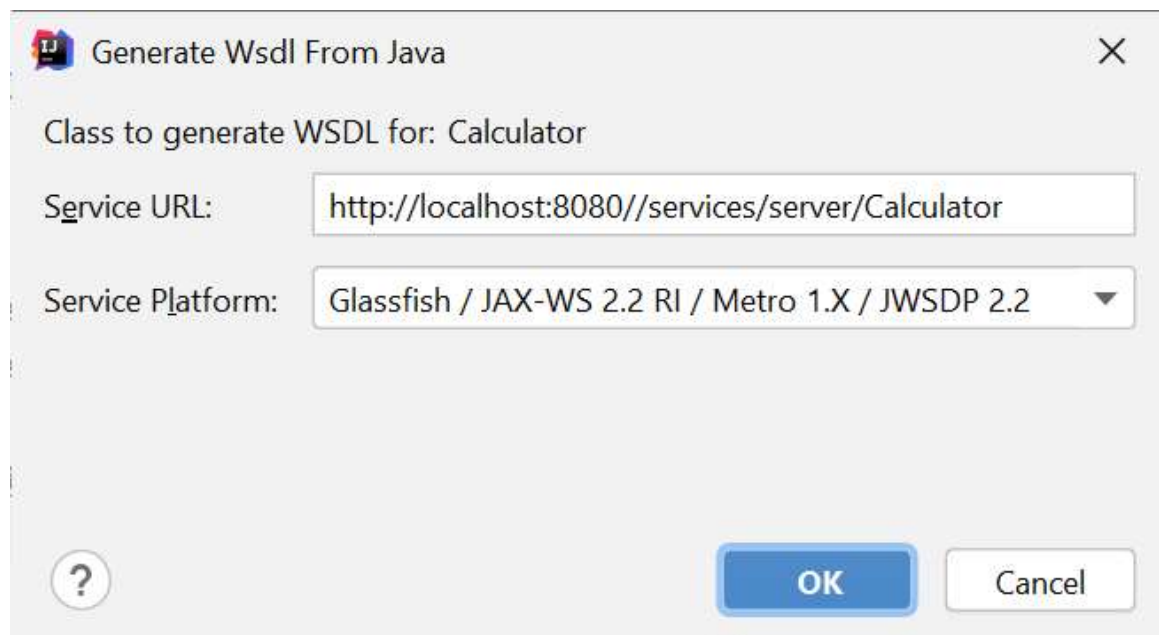 IJ
Generate Wsdl From Java
Class to generate WSDL for: Calculator
Service URL: http://localhost:8080//services/server/Calculator
Service Platform: Glassfish / JAX-WS 2.2 RI / Metro 1.X / JWSDP 2.2
? OK Cancel